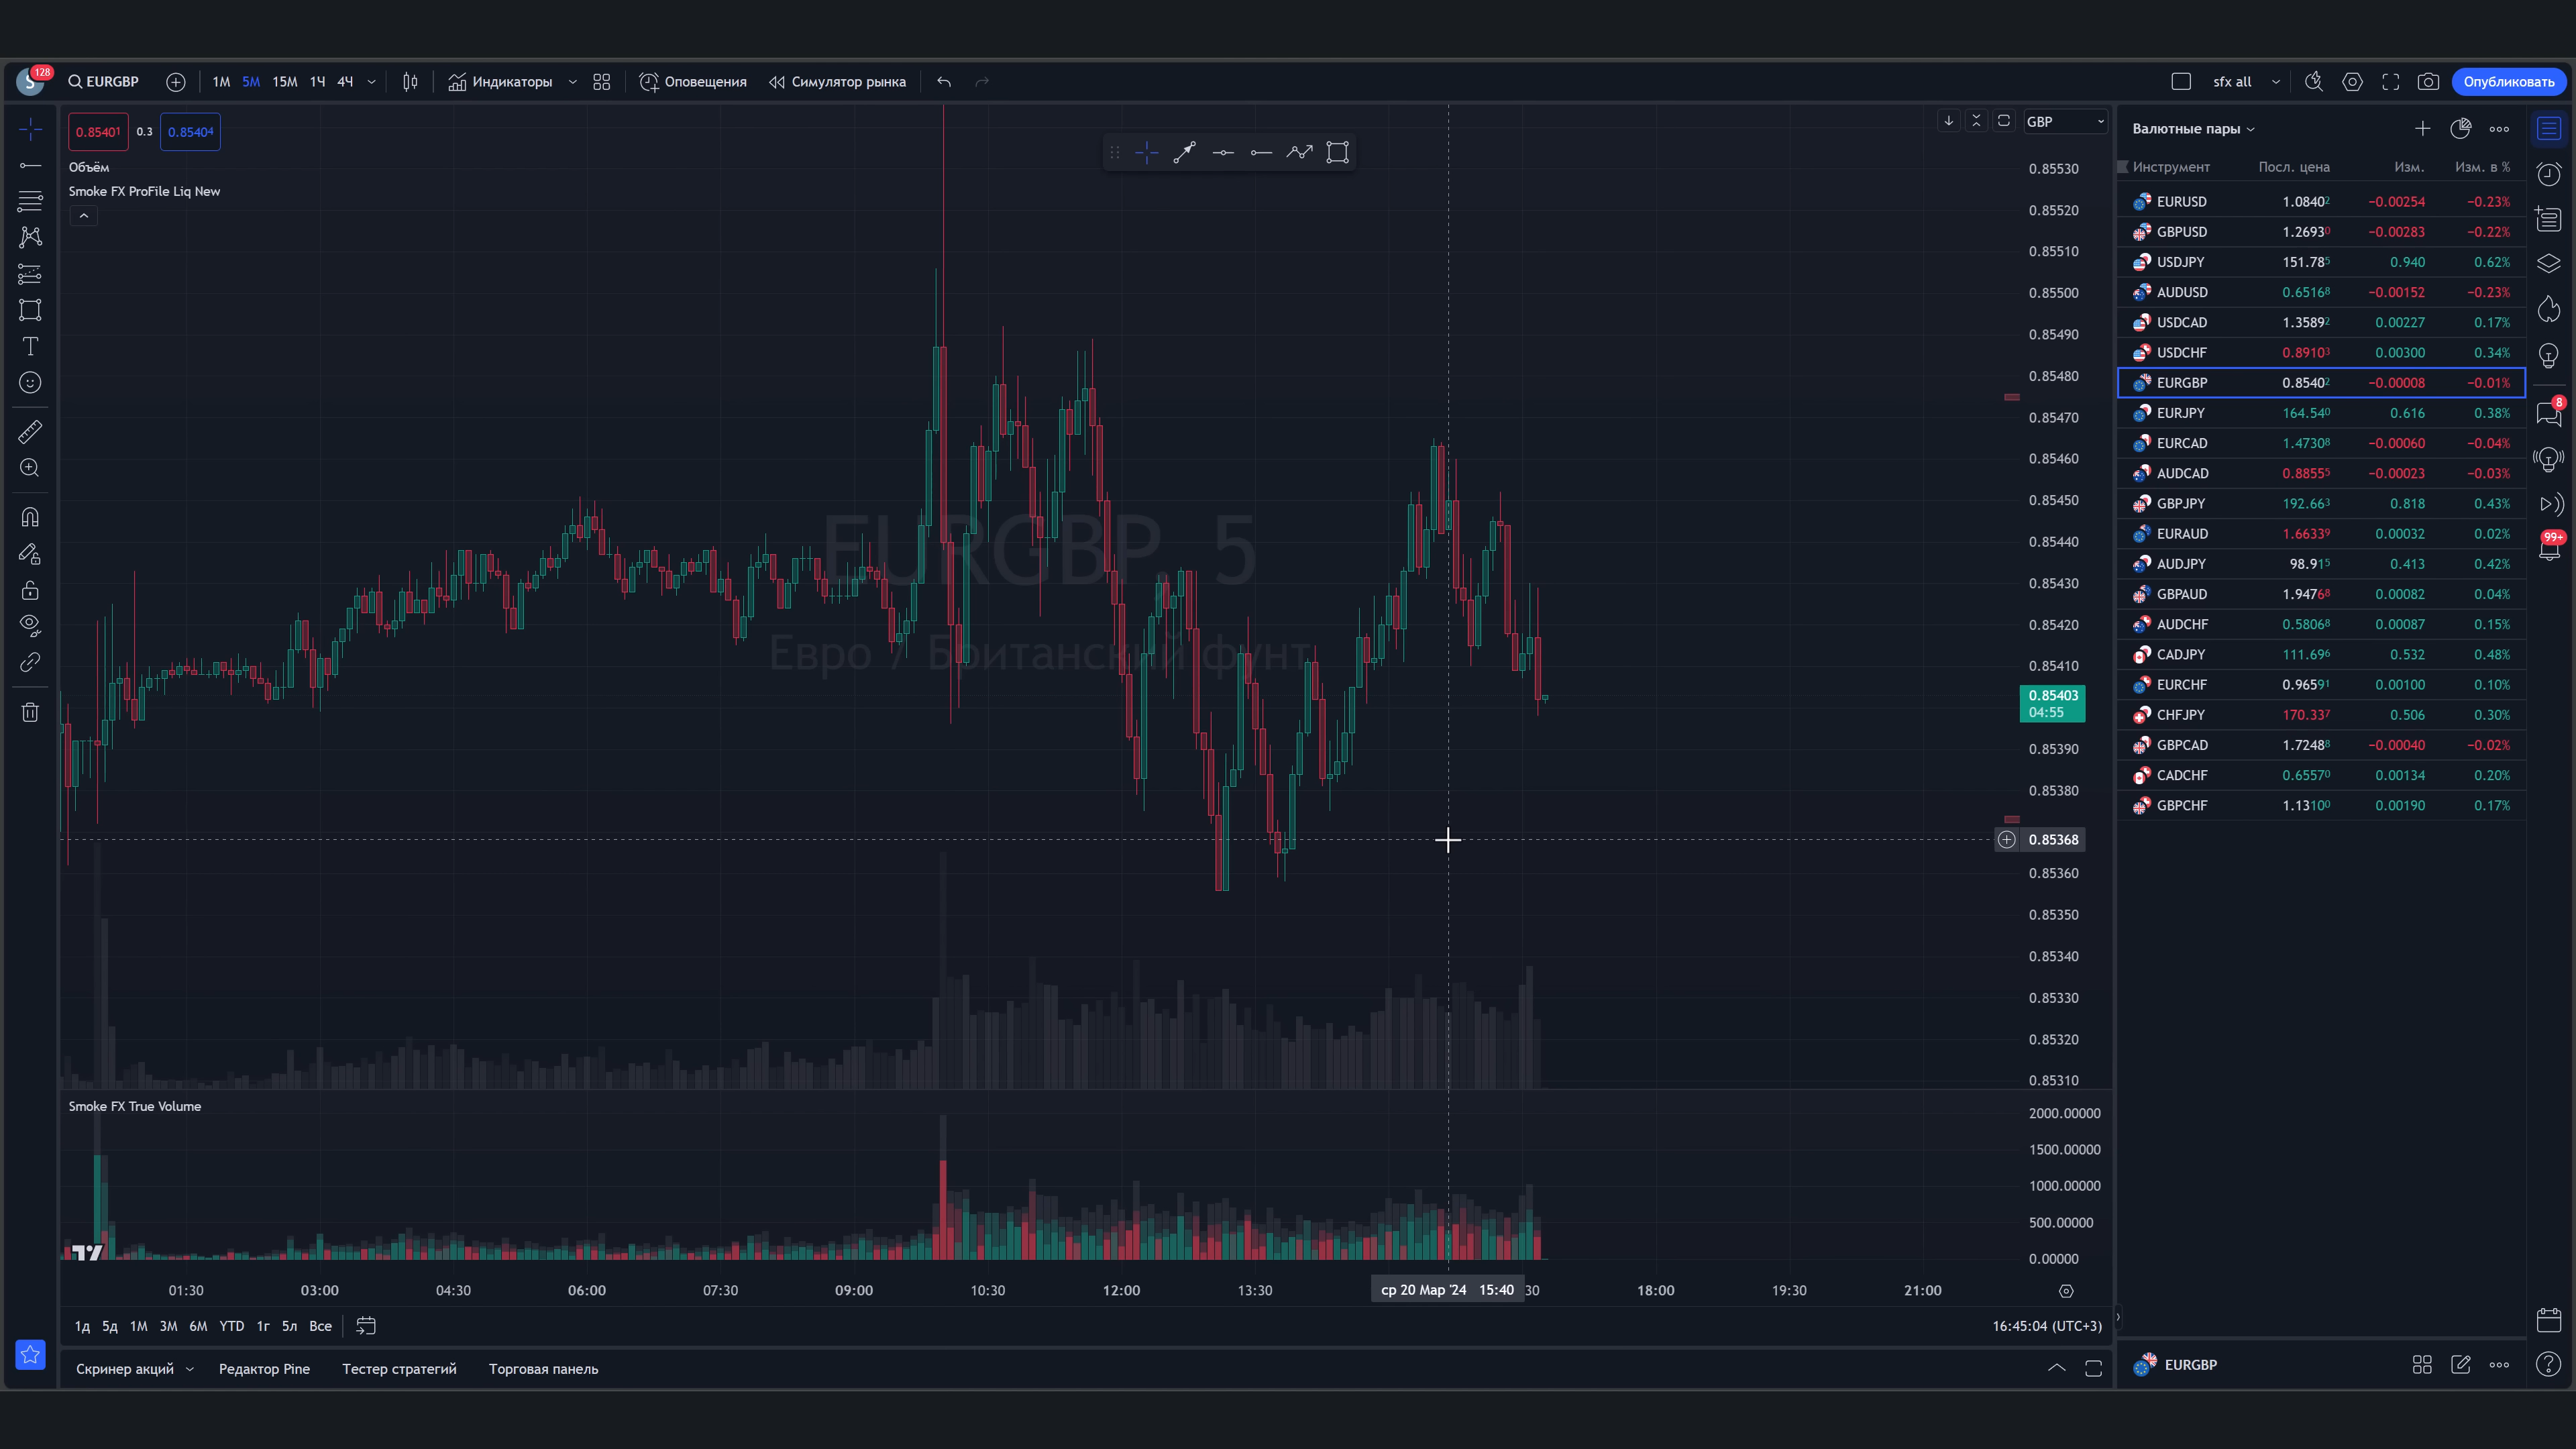 S 128 EURGBP 1М 5М 15М 1Ч 4Ч Индикаторы Оповещения Симулятор рынка sfx all Опубликовать
0.85401 0.3 0.85404
Объём
Smoke FX ProFile Liq New
EURGBP, 5
Евро / Британский фунт
GBP
0.85530
0.85520
0.85510
0.85500
0.85490
0.85480
0.85470
0.85460
0.85450
0.85440
0.85430
0.85420
0.85410
0.85403
04:55
0.85390
0.85380
0.85368
0.85360
0.85350
0.85340
0.85330
0.85320
0.85310
Smoke FX True Volume
2000.00000
1500.00000
1000.00000
500.00000
0.00000
01:30 03:00 04:30 06:00 07:30 09:00 10:30 12:00 13:30 ср 20 Мар '24 15:40 30 18:00 19:30 21:00
1д 5д 1М 3М 6М YTD 1г 5л Все 16:45:04 (UTC+3)
Скринер акций Редактор Pine Тестер стратегий Торговая панель
Валютные пары
Инструмент Посл. цена Изм. Изм. в %
EURUSD 1.08402 −0.00254 −0.23%
GBPUSD 1.26930 −0.00283 −0.22%
USDJPY 151.785 0.940 0.62%
AUDUSD 0.65168 −0.00152 −0.23%
USDCAD 1.35892 0.00227 0.17%
USDCHF 0.89103 0.00300 0.34%
EURGBP 0.85402 −0.00008 −0.01%
EURJPY 164.540 0.616 0.38%
EURCAD 1.47308 −0.00060 −0.04%
AUDCAD 0.88555 −0.00023 −0.03%
GBPJPY 192.663 0.818 0.43%
EURAUD 1.66339 0.00032 0.02%
AUDJPY 98.915 0.413 0.42%
GBPAUD 1.94768 0.00082 0.04%
AUDCHF 0.58068 0.00087 0.15%
CADJPY 111.696 0.532 0.48%
EURCHF 0.96591 0.00100 0.10%
CHFJPY 170.337 0.506 0.30%
GBPCAD 1.72488 −0.00040 −0.02%
CADCHF 0.65570 0.00134 0.20%
GBPCHF 1.13100 0.00190 0.17%
EURGBP
8
99+